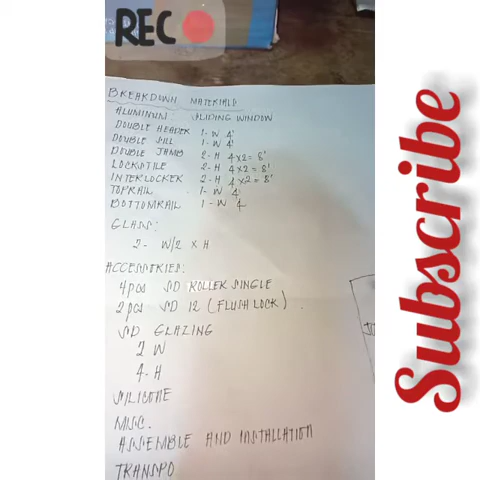 REC
BREAKDOWN MATERIALS
ALUMINUM: SLIDING WINDOW
DOUBLE HEADER 1-W 4'
DOUBLE SILL 1-W 4'
DOUBLE JAMB 2-H 4x2=8'
LOCKSTILE 2-H 4x2=8'
INTERLOCKER 2-H 4x2=8'
TOPRAIL 1-W 4'
BOTTOMRAIL 1-W 4
GLASS:
2- W/2 x H
ACCESSORIES:
4pcs SD ROLLER SINGLE
2pcs SD 12 (FLUSH LOCK)
SD GLAZING
2 W
4-H
SILICONE
MISC.
ASSEMBLE AND INSTALLATION
TRANSPO
Subscribe